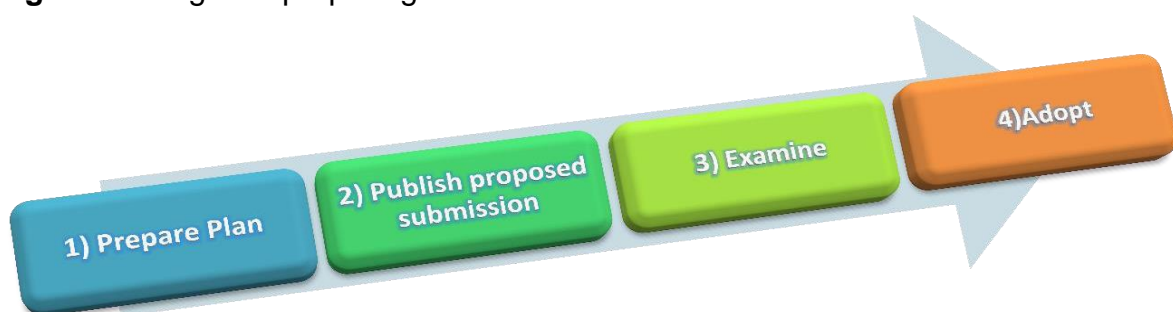 1) Prepare Plan
2) Publish proposed
submission
3) Examine
4)Adopt